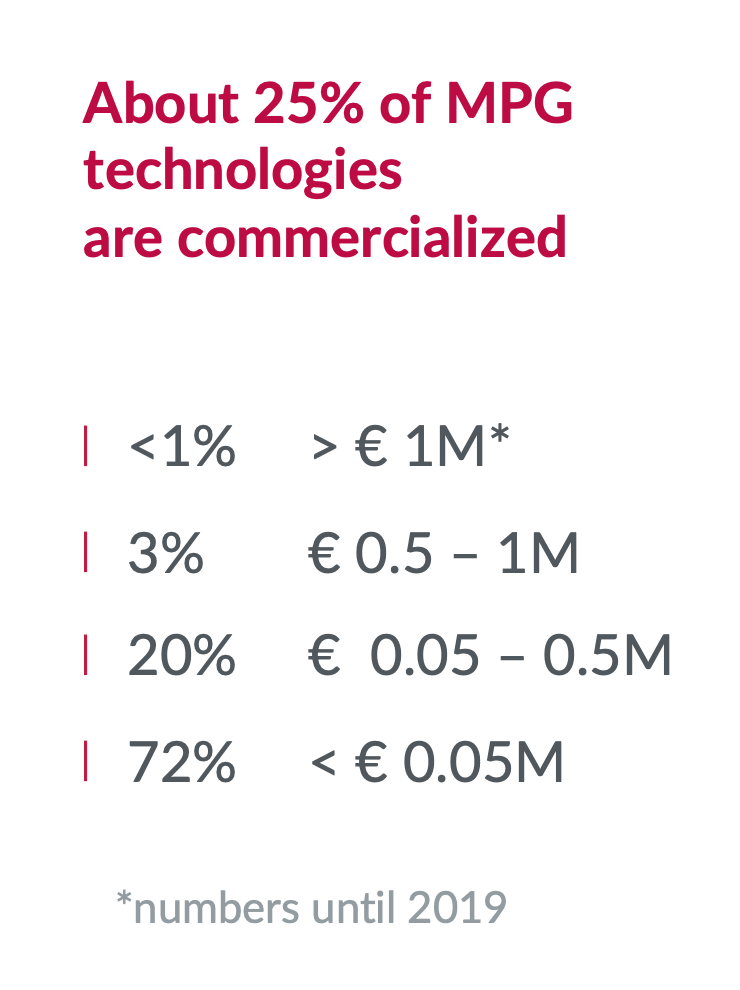 About 25% of MPG
technologies
are commercialized
<1% > € 1M*
3% € 0.5 – 1M
20% € 0.05 – 0.5M
72% < € 0.05M
*numbers until 2019